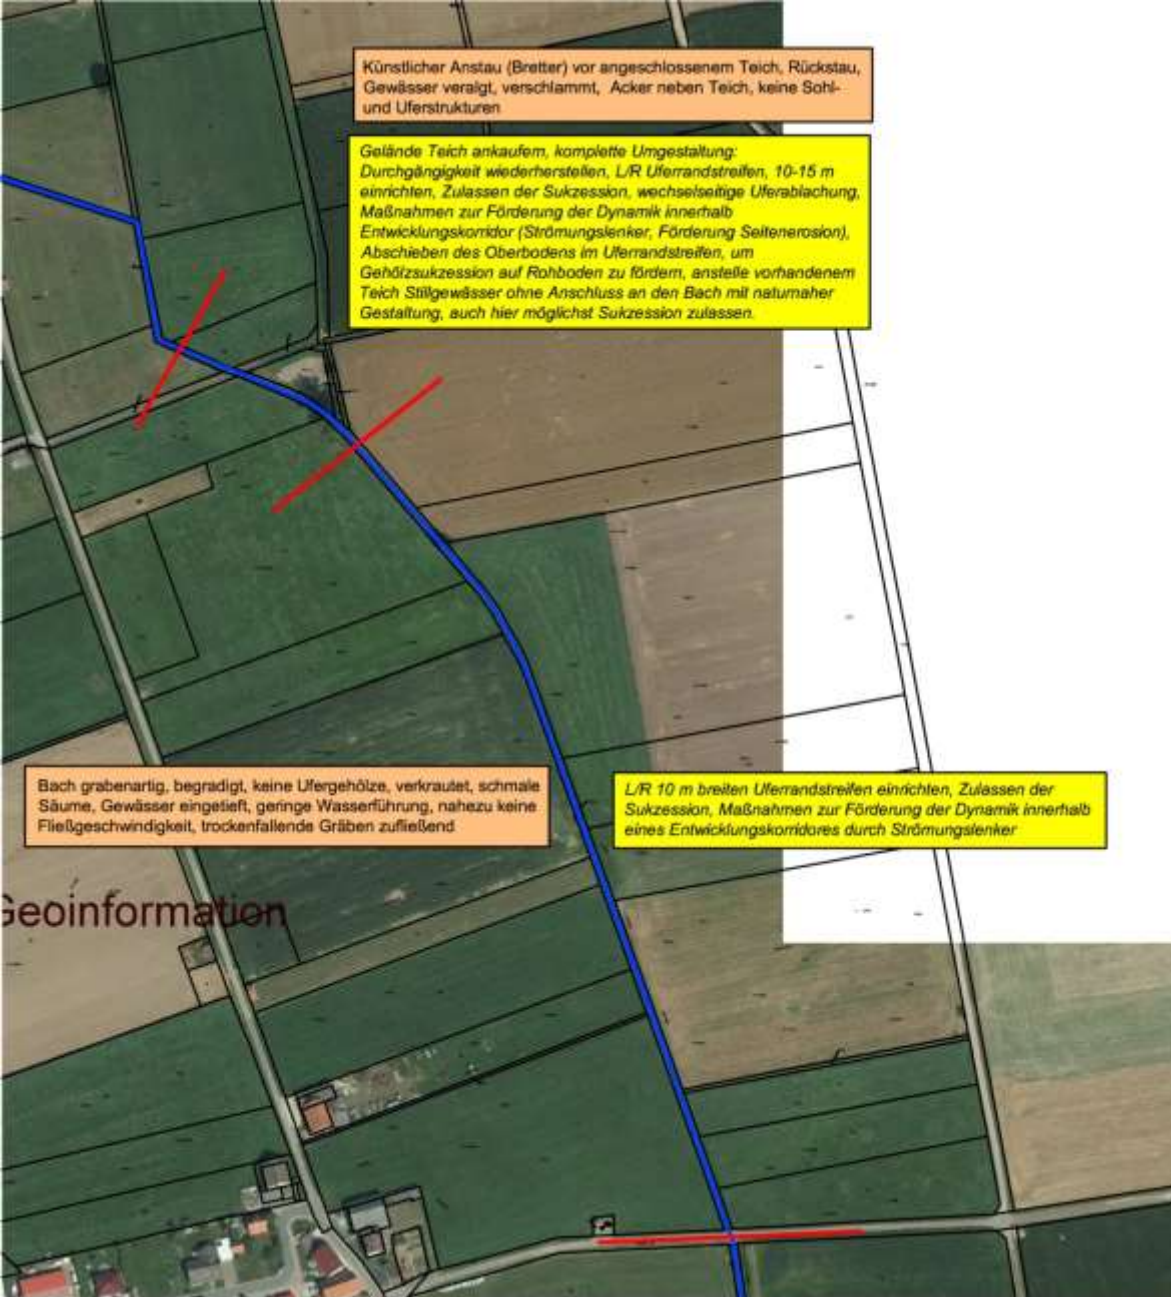 Künstlicher Anstau (Bretter) vor angeschlossenem Teich, Rückstau,
Gewässer veralgt, verschlammt, Acker neben Teich, keine Sohl-
und Uferstrukturen
Gelände Teich ankaufern, komplette Umgestaltung:
Durchgängigkeit wiederherstellen, L/R Uferrandstreifen, 10-15 m
einrichten, Zulassen der Sukzession, wechselseitige Uferablachung,
Maßnahmen zur Förderung der Dynamik innerhalb
Entwicklungskorridor (Strömungslenker, Förderung Seitenerosion),
Abschieben des Oberbodens im Uferrandstreifen, um
Gehölzsukzession auf Rohboden zu fördern, anstelle vorhandenem
Teich Stillgewässer ohne Anschluss an den Bach mit naturnaher
Gestaltung, auch hier möglichst Sukzession zulassen.
Bach grabenartig, begradigt, keine Ufergehölze, verkrautet, schmale
Säume, Gewässer eingetieft, geringe Wasserführung, nahezu keine
Fließgeschwindigkeit, trockenfallende Gräben zufließend
L/R 10 m breiten Uferrandstreifen einrichten, Zulassen der
Sukzession, Maßnahmen zur Förderung der Dynamik innerhalb
eines Entwicklungskorridores durch Strömungslenker
Geoinformation